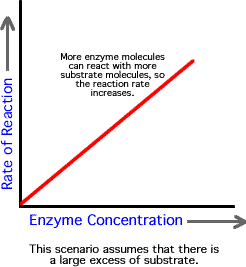 More enzyme molecules
can react with more
substrate molecules, so
the reaction rate
increases.
Rate of Reaction
Enzyme Concentration
This scenario assumes that there is
a large excess of substrate.